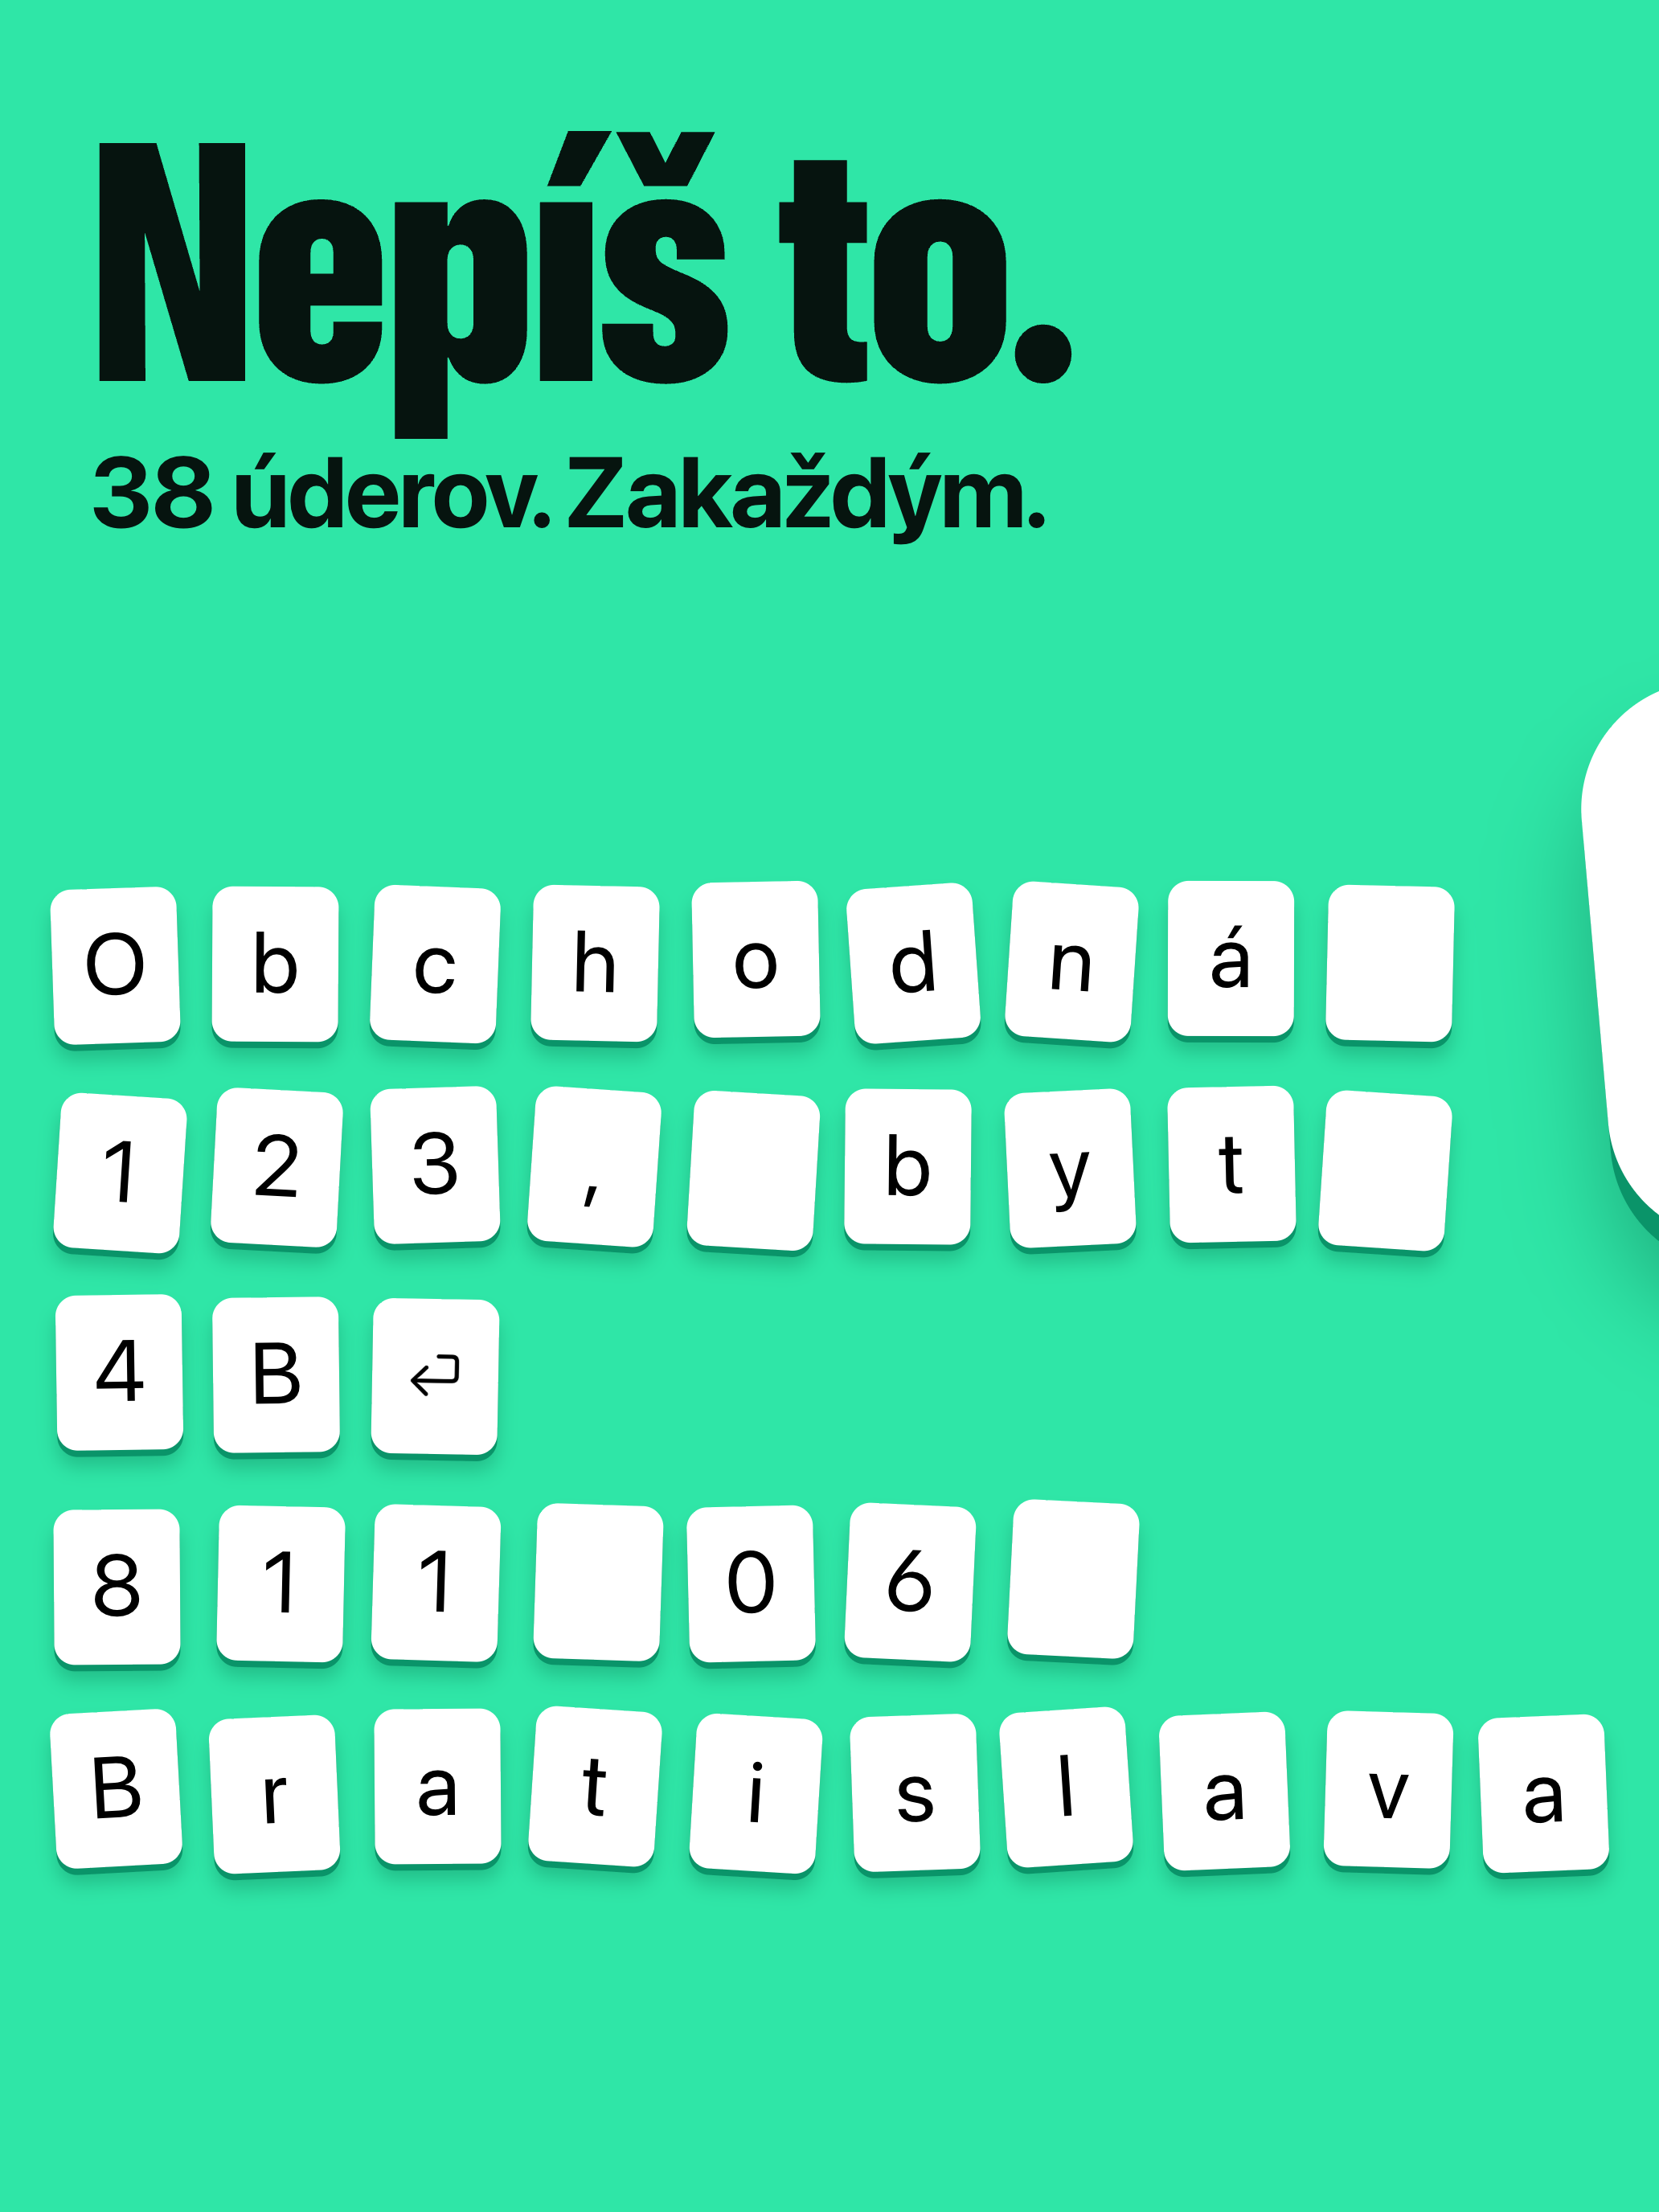 Nepíš to.
38 úderov. Zakaždým.
Obchodná
123, byt
4B⏎
811 06
Bratislava